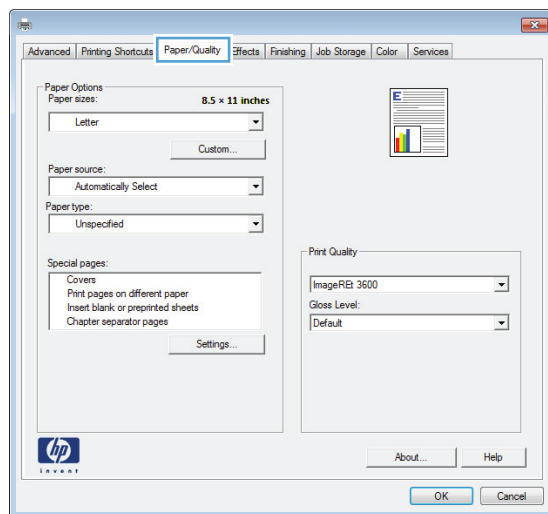 Advanced Printing Shortcuts Paper/Quality Effects Finishing Job Storage Color Services
Paper Options
Paper sizes: 8.5 × 11 inches
Letter
Custom...
Paper source:
Automatically Select
Paper type:
Unspecified
Special pages:
Covers
Print pages on different paper
Insert blank or preprinted sheets
Chapter separator pages
Settings...
E
Print Quality
ImageREt 3600
Gloss Level:
Default
hp
invent
About... Help
OK Cancel